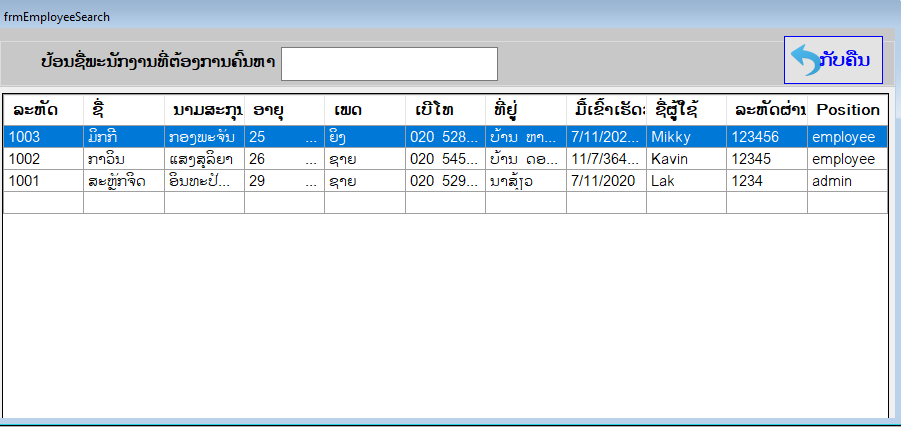 frmEmployeeSearch
ປ້ອນຊື່ພະນັກງານທີ່ຕ້ອງການຄົ້ນຫາ ກັບຄືນ
ລະຫັດ ຊື່ ນາມສະກຸນ ອາຍຸ ເພດ ເບີໂທ ທີ່ຢູ່ ມື້ເຂົ້າເຮັດ: ຊື່ຜູ້ໃຊ້ ລະຫັດຜ່ານ Position
1003 ມິກກີ ກອງພະຈັນ 25 ... ຍິງ 020 528... ບ້ານ ຫາ... 7/11/202... Mikky 123456 employee
1002 ກາວິນ ແສງສຸລິຍາ 26 ... ຊາຍ 020 545... ບ້ານ ດອ... 11/7/364... Kavin 12345 employee
1001 ສະຫຼັກຈິດ ອິນທະປັ... 29 ... ຊາຍ 020 529... ນາສ້ຽວ 7/11/2020 Lak 1234 admin